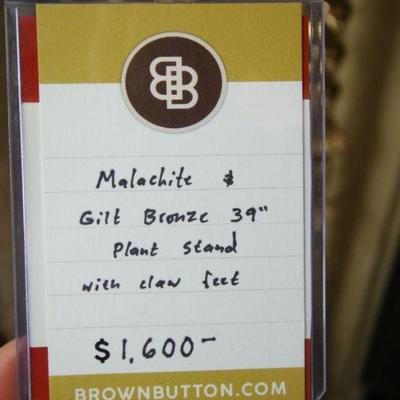 BB
Malachite &
Gilt Bronze 39"
Plant stand
with claw feet
$1,600-
BROWNBUTTON.COM